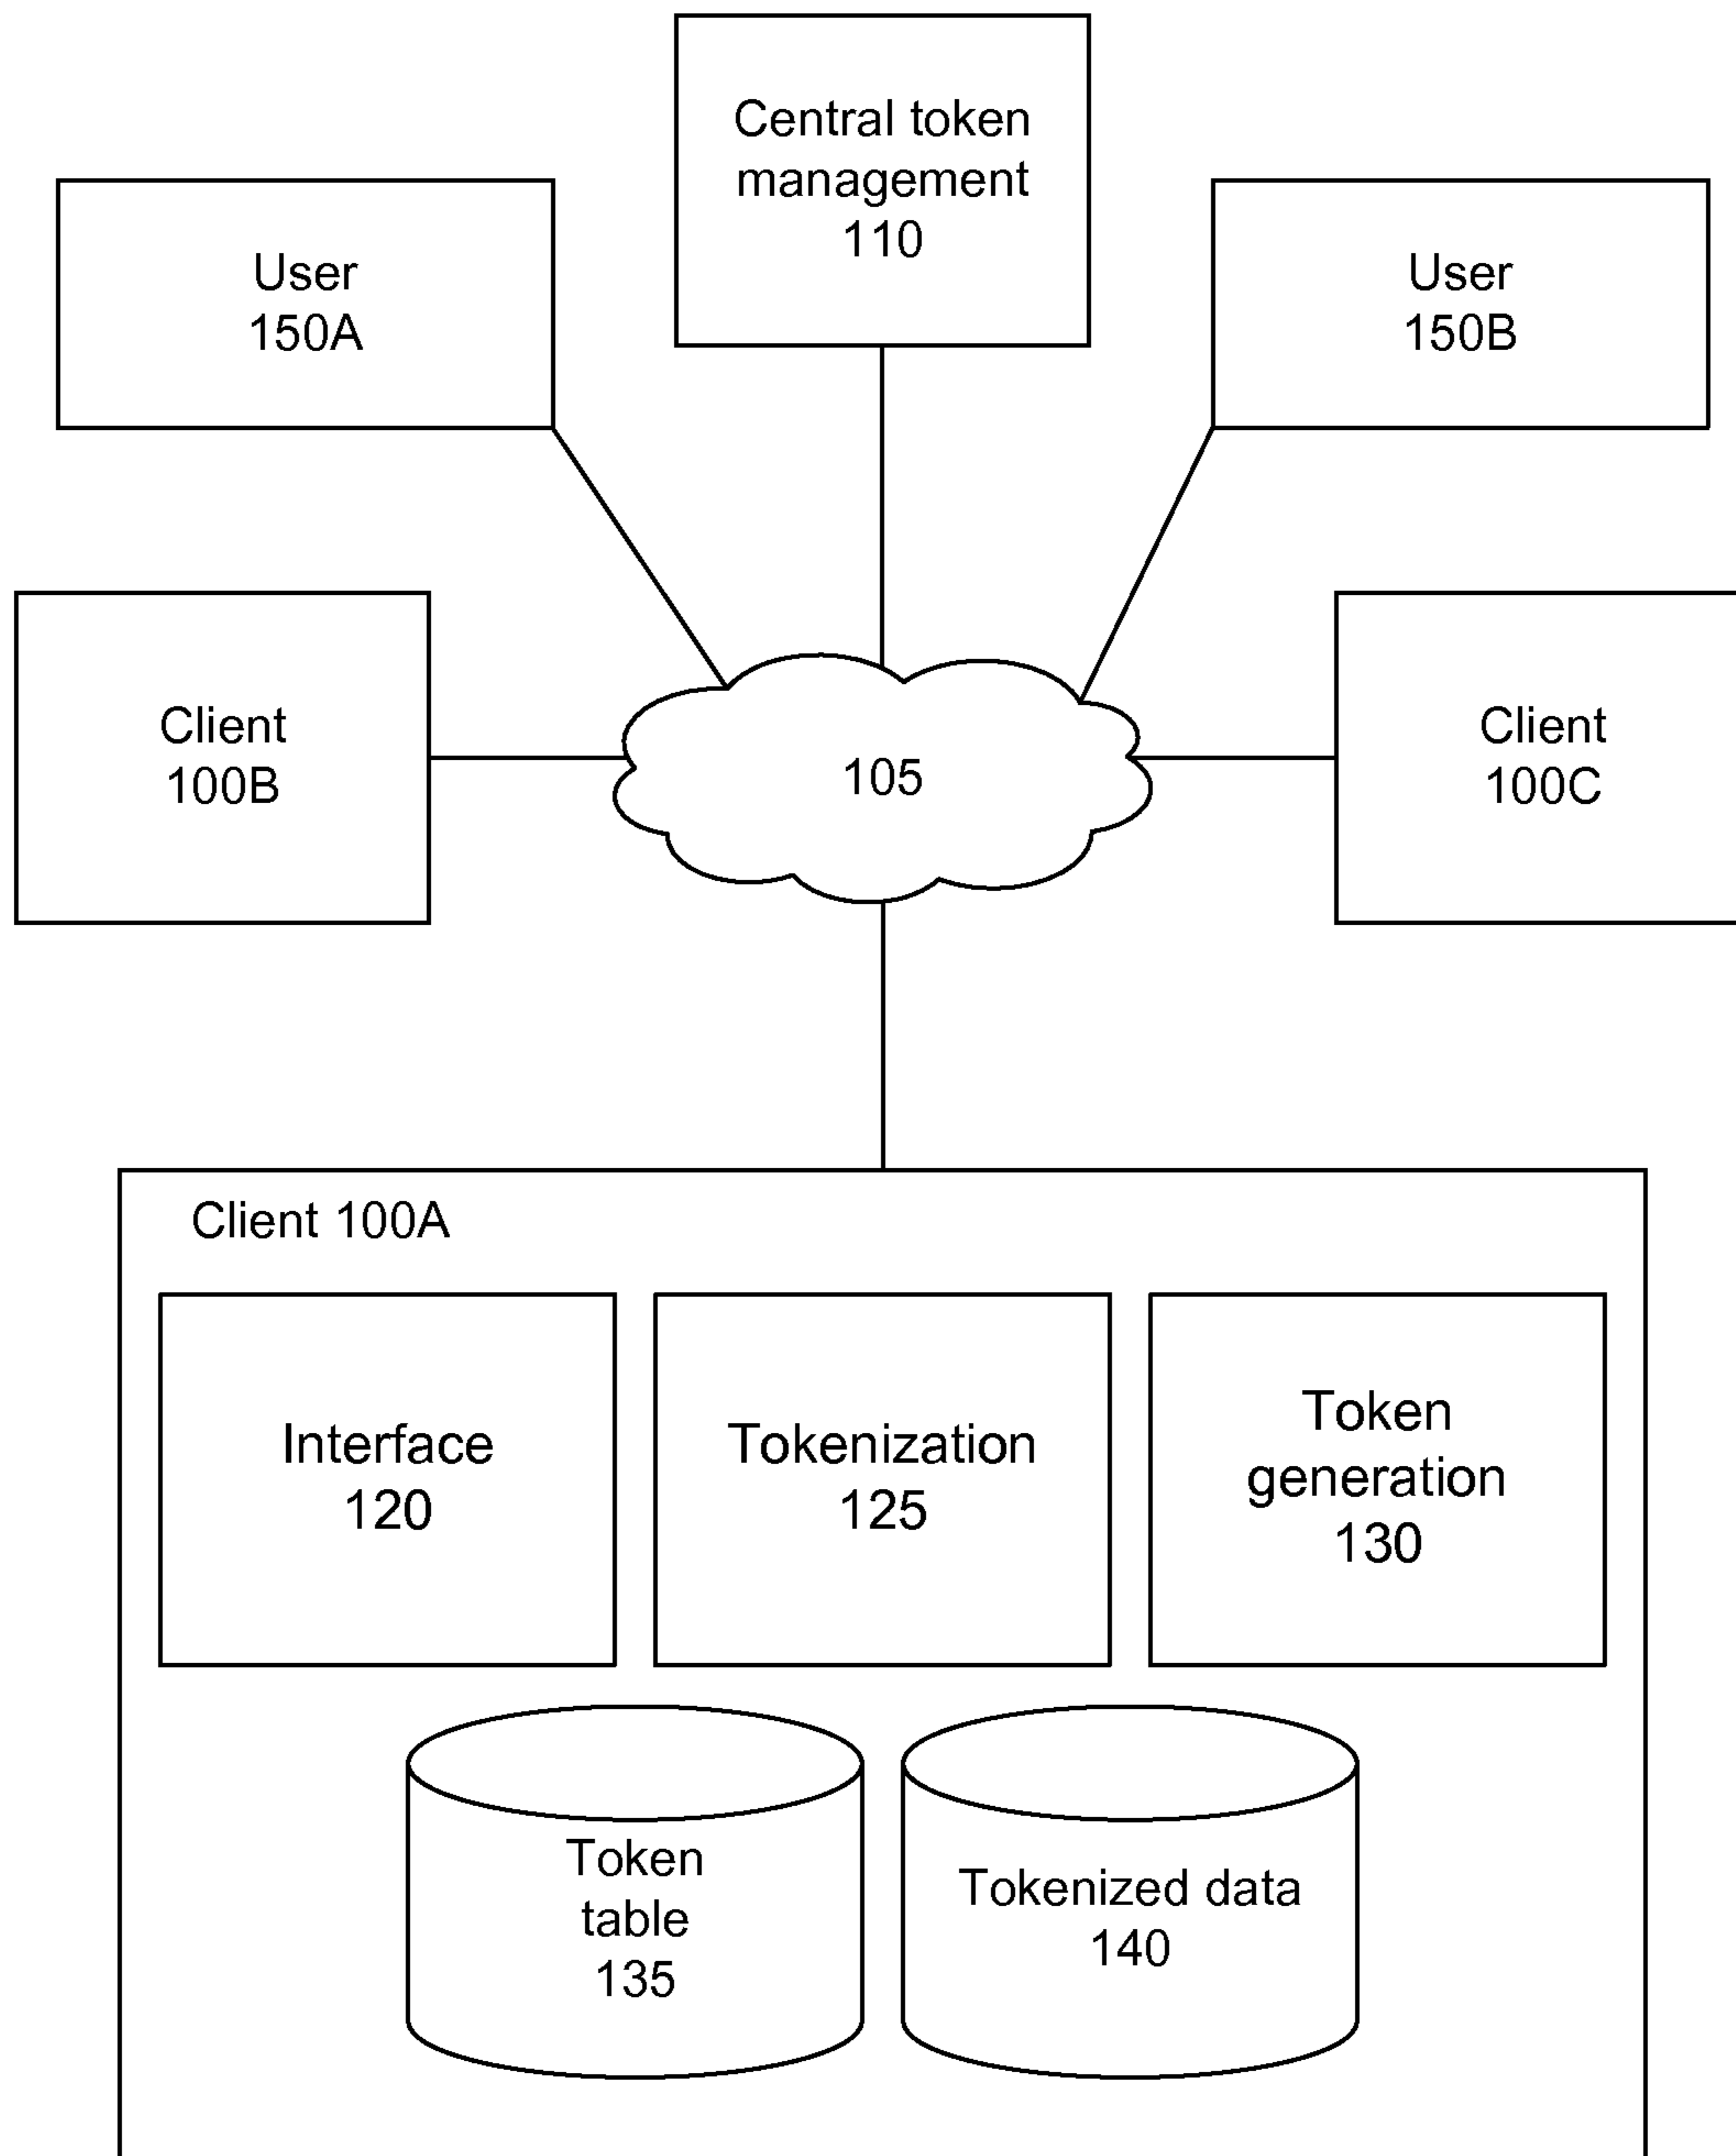 Central token
management
110
User
150A
User
150B
Client
100B
105
Client
100C
Client 100A
Interface
120
Tokenization
125
Token
generation
130
Token
table
135
Tokenized data
140